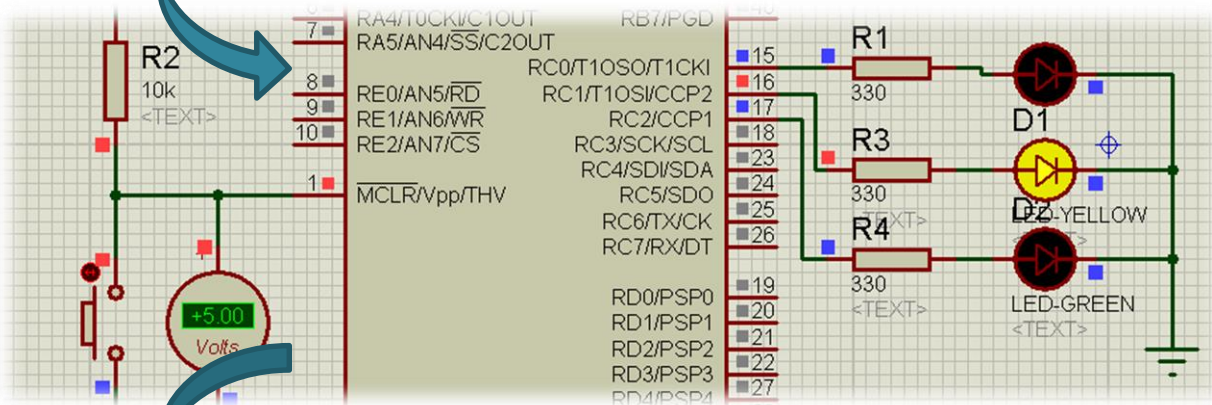 RA4/T0CKI/C1OUT
RB7/PGD
7
RA5/AN4/SS/C2OUT
R2
10k
<TEXT>
8
RE0/AN5/RD
9
RE1/AN6/WR
10
RE2/AN7/CS
1
MCLR/Vpp/THV
+5.00
Volts
15
RC0/T1OSO/T1CKI
16
RC1/T1OSI/CCP2
17
RC2/CCP1
18
RC3/SCK/SCL
23
RC4/SDI/SDA
24
RC5/SDO
25
RC6/TX/CK
26
RC7/RX/DT
19
RD0/PSP0
20
RD1/PSP1
21
RD2/PSP2
22
RD3/PSP3
27
RD4/PSP4
R1
330
D1
R3
330
<TEXT>
D2
LED-YELLOW
<TEXT>
R4
330
<TEXT>
LED-GREEN
<TEXT>